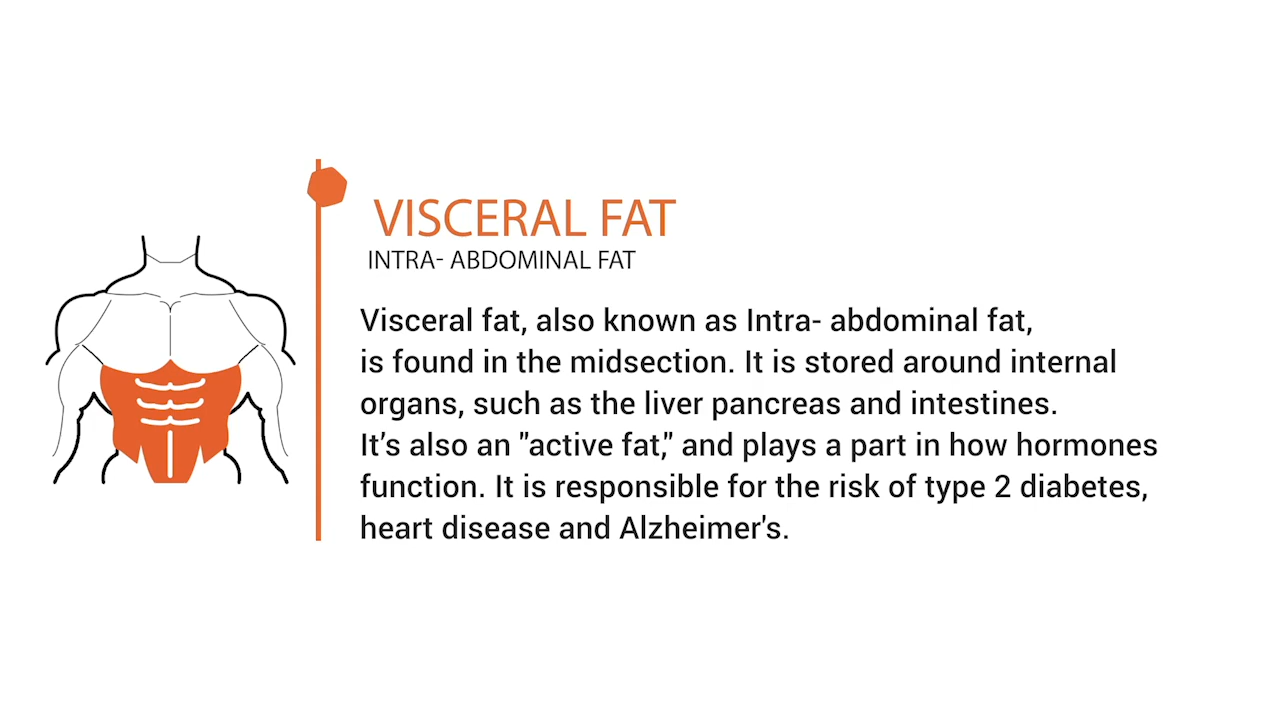 VISCERAL FAT
INTRA- ABDOMINAL FAT
Visceral fat, also known as Intra- abdominal fat,
is found in the midsection. It is stored around internal
organs, such as the liver pancreas and intestines.
It’s also an "active fat," and plays a part in how hormones
function. It is responsible for the risk of type 2 diabetes,
heart disease and Alzheimer's.